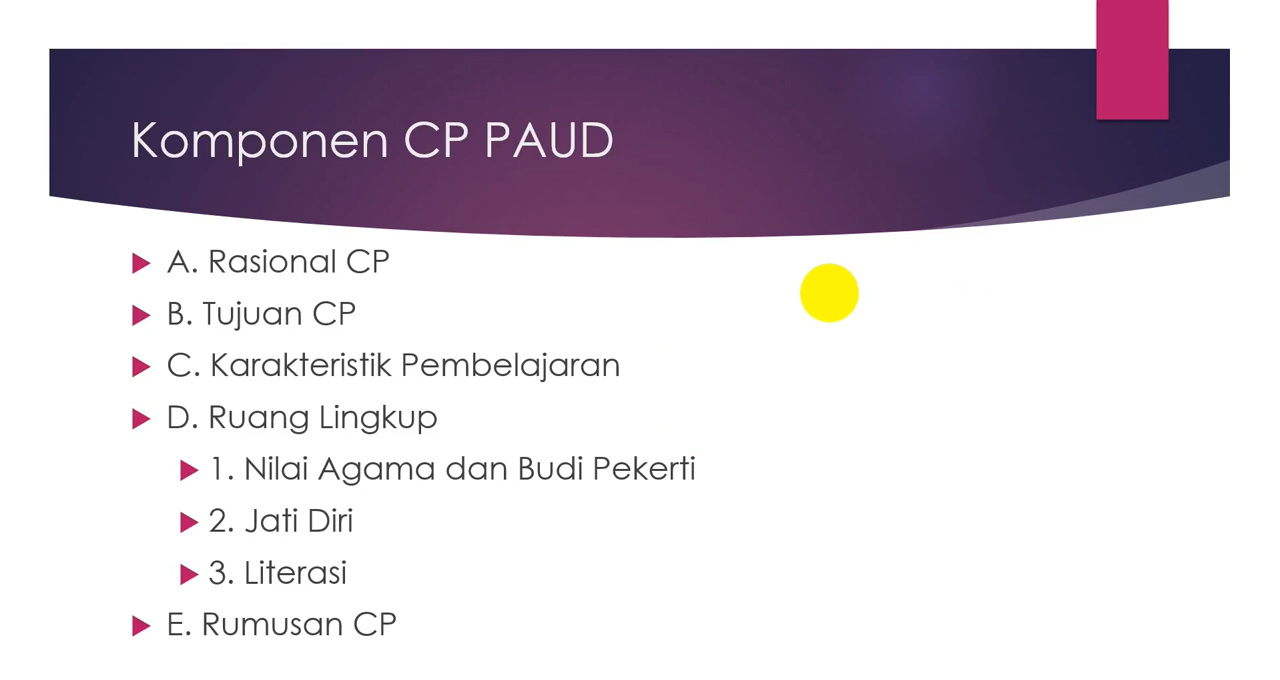 Komponen CP PAUD
A. Rasional CP
B. Tujuan CP
C. Karakteristik Pembelajaran
D. Ruang Lingkup
1. Nilai Agama dan Budi Pekerti
2. Jati Diri
3. Literasi
E. Rumusan CP